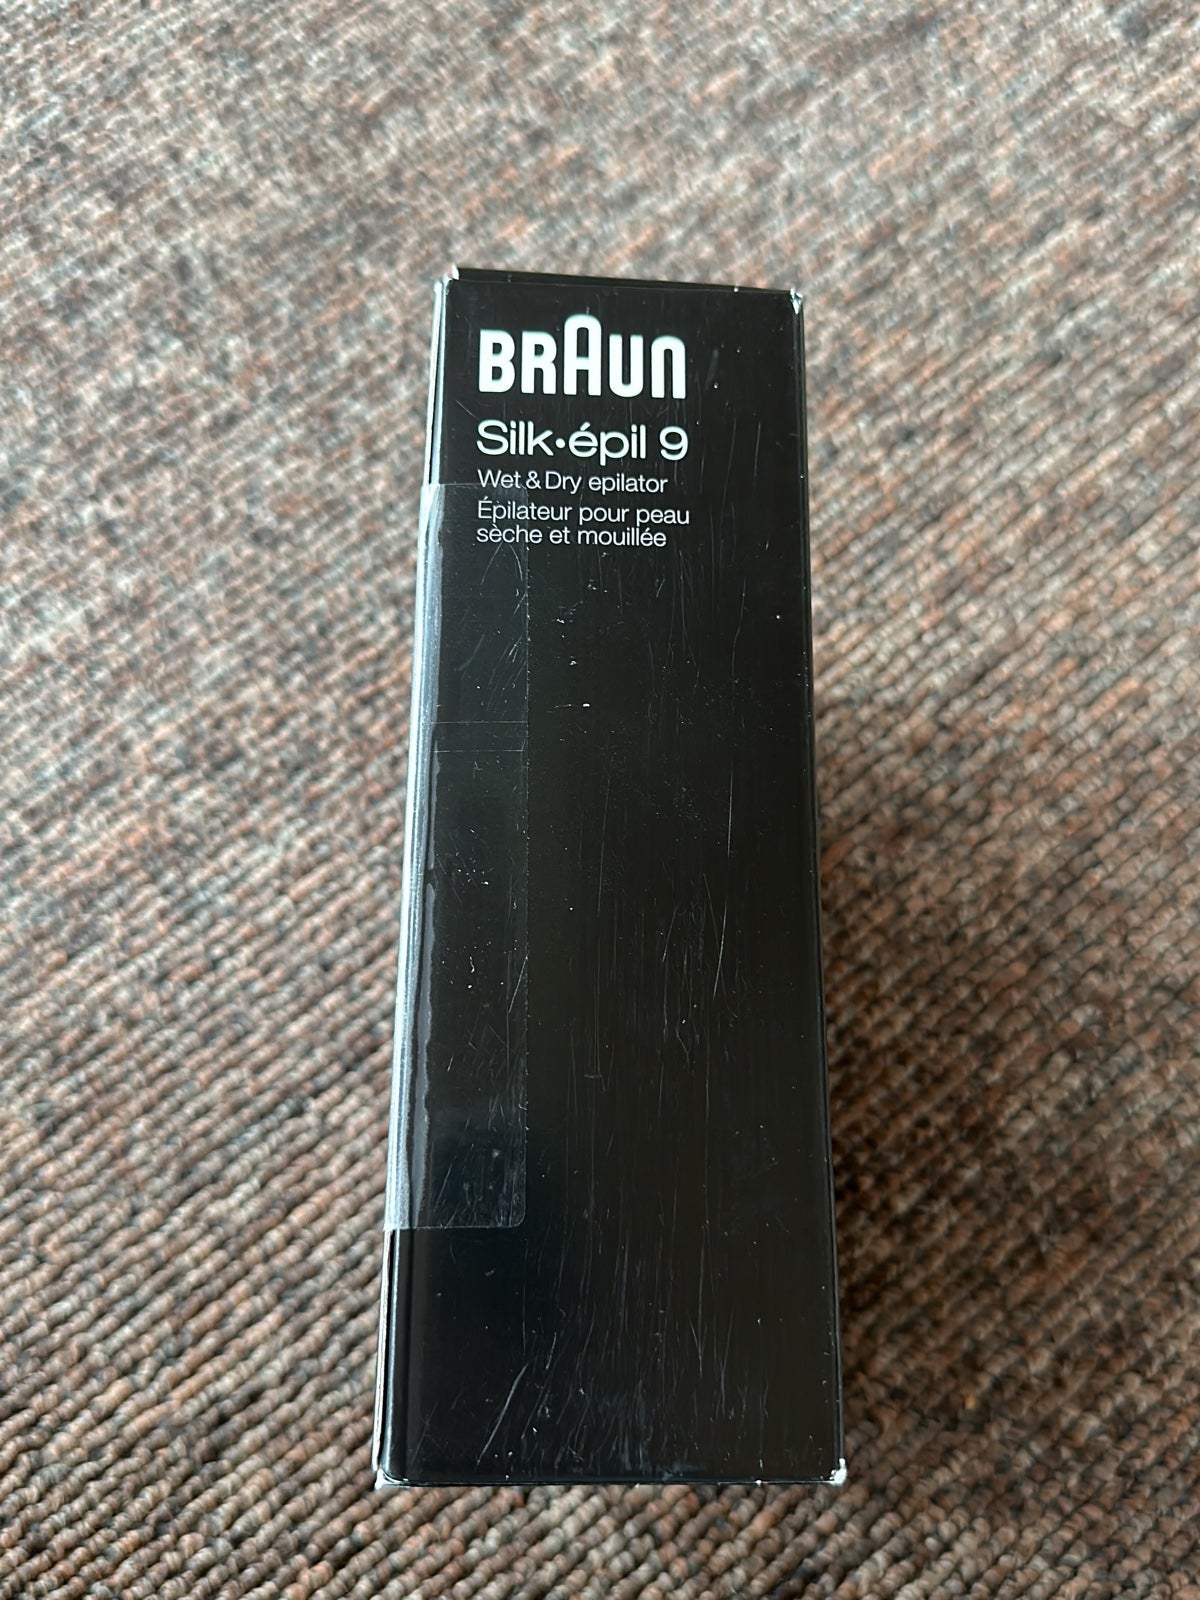 BRAUN
Silk•épil 9
Wet & Dry epilator
Épilateur pour peau
sèche et mouillée